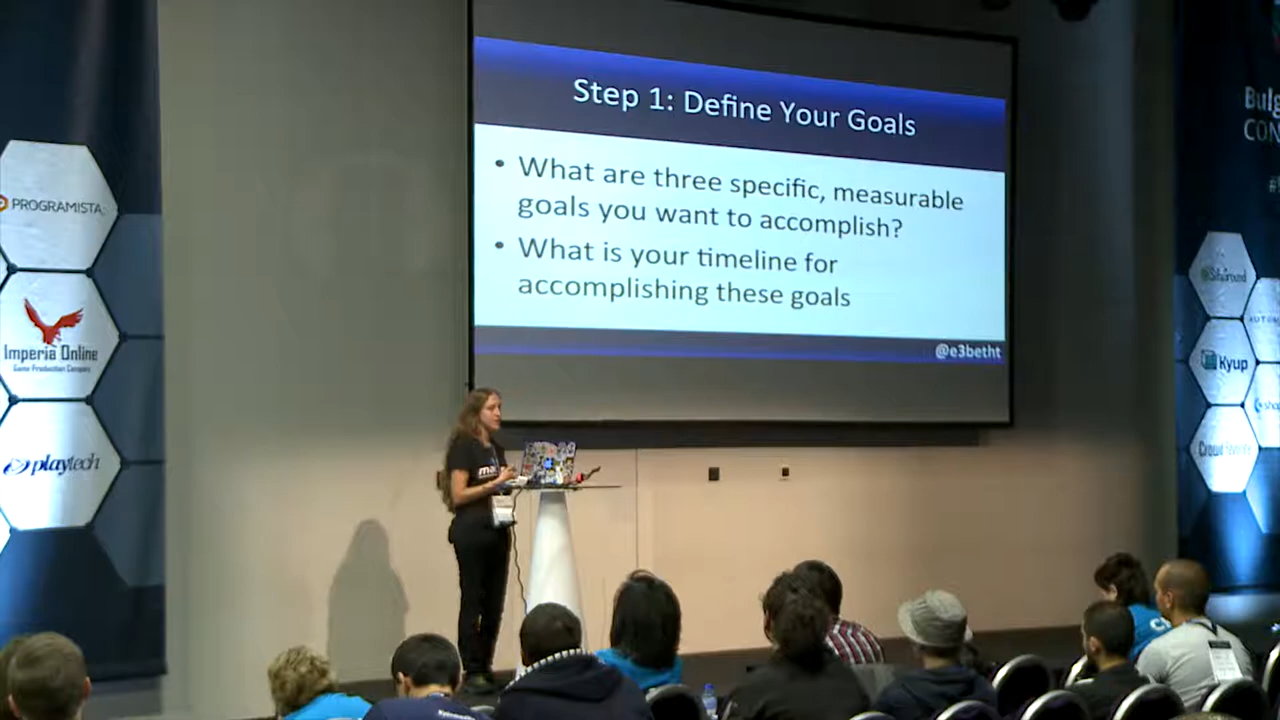 Step 1: Define Your Goals
• What are three specific, measurable
goals you want to accomplish?
• What is your timeline for
accomplishing these goals
@e3betht
PROGRAMISTA
Imperia Online
Game Production Company
playtech
Kyup